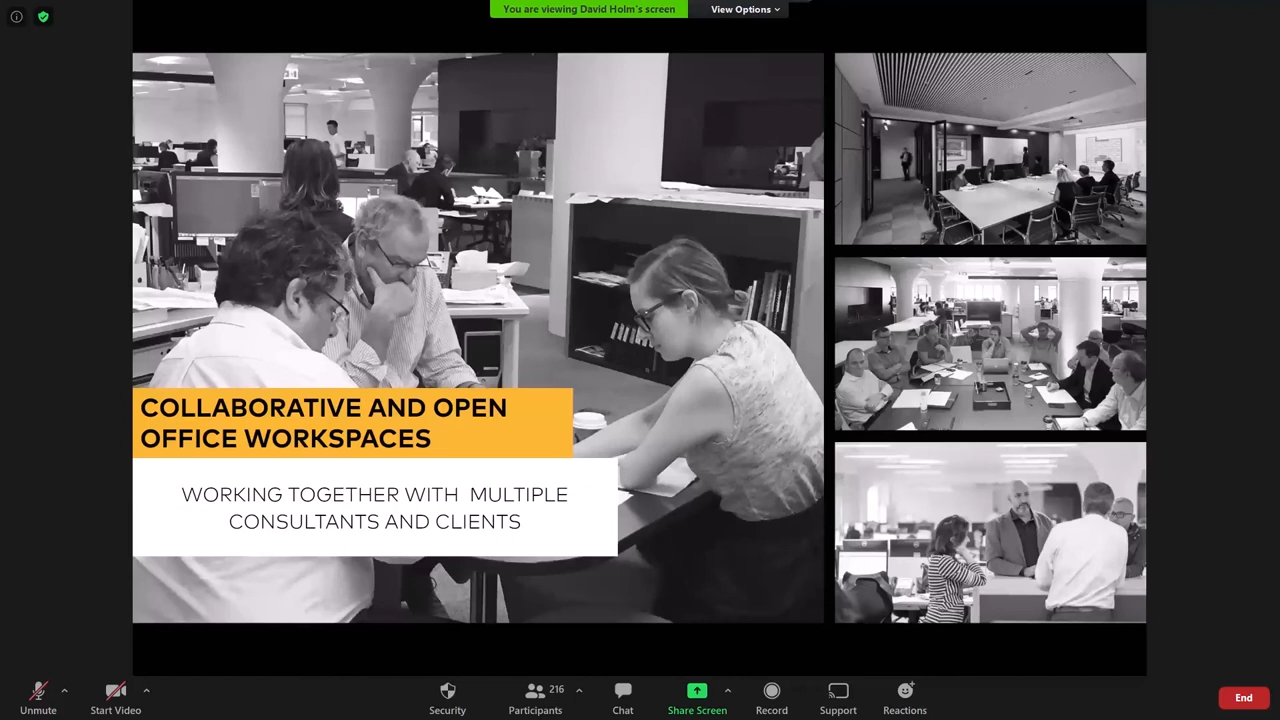 You are viewing David Holm's screen
View Options
COLLABORATIVE AND OPEN
OFFICE WORKSPACES
WORKING TOGETHER WITH MULTIPLE
CONSULTANTS AND CLIENTS
Unmute
Start Video
Security
216
Participants
Chat
Share Screen
Record
Support
Reactions
End